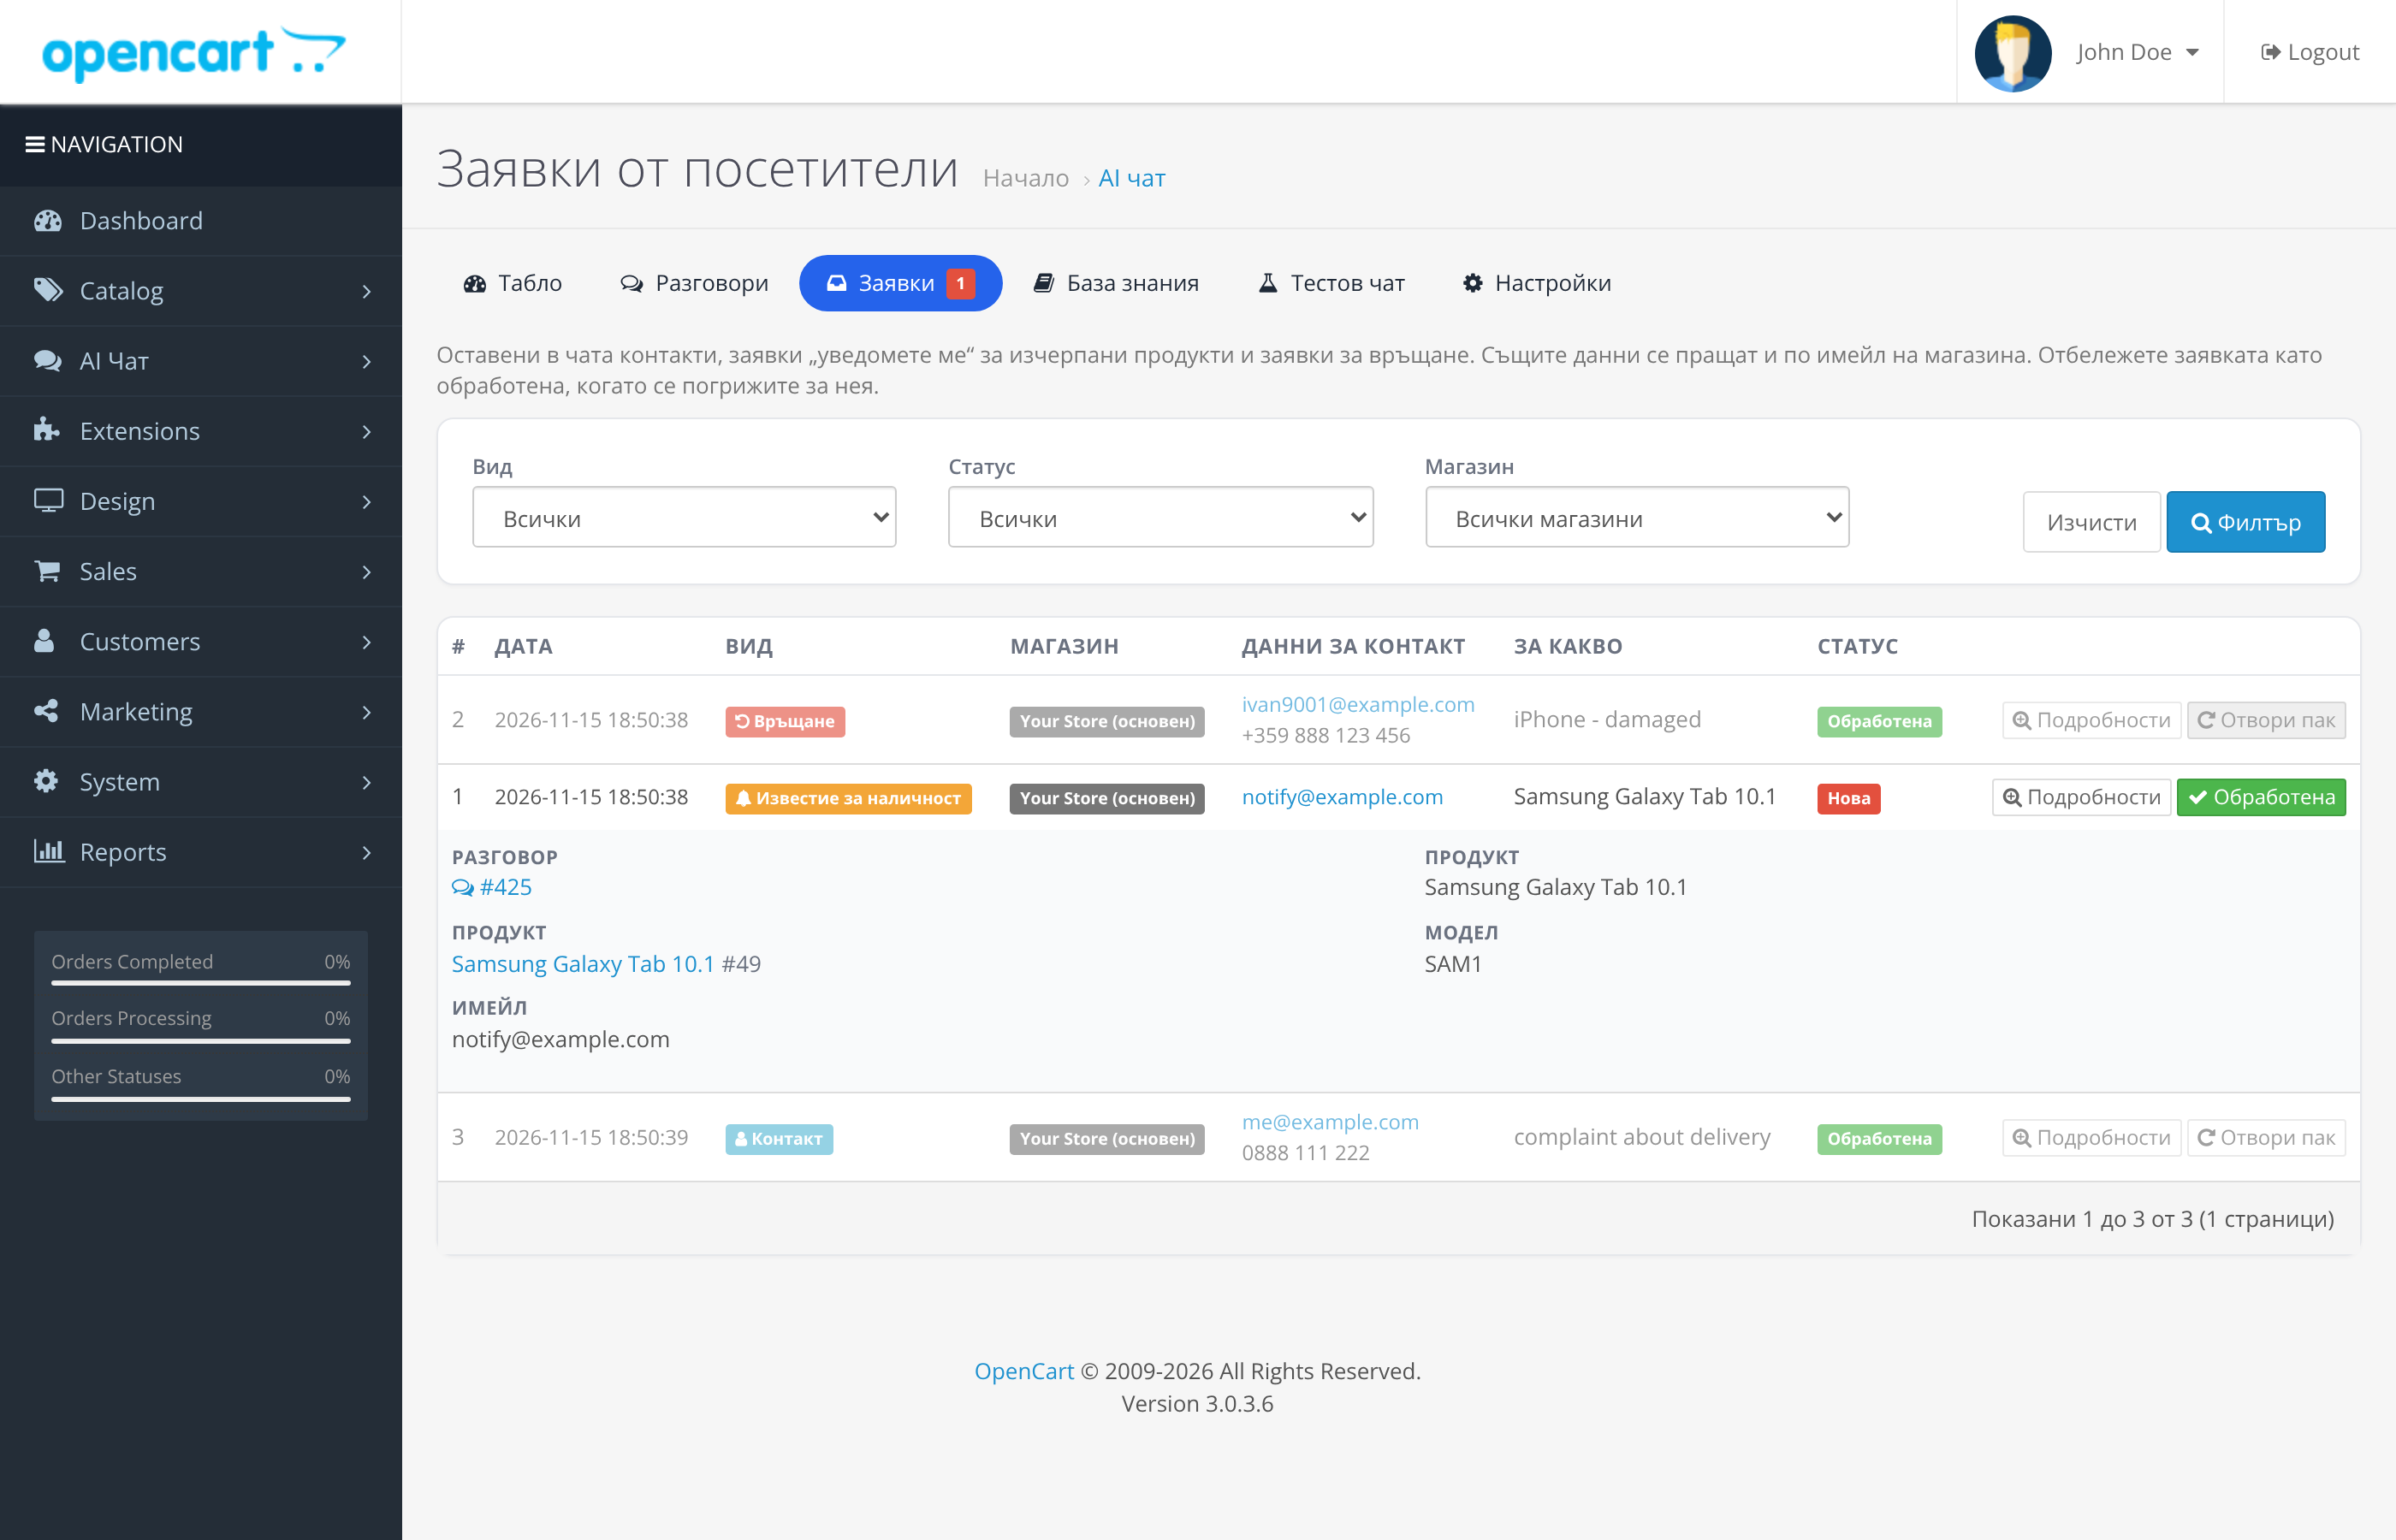 opencart
John Doe
Logout
NAVIGATION
Dashboard
Catalog
AI Чат
Extensions
Design
Sales
Customers
Marketing
System
Reports
Orders Completed 0%
Orders Processing 0%
Other Statuses 0%
Заявки от посетители Начало › AI чат
Табло Разговори Заявки 1 База знания Тестов чат Настройки
Оставени в чата контакти, заявки „уведомете ме“ за изчерпани продукти и заявки за връщане. Същите данни се пращат и по имейл на магазина. Отбележете заявката като
обработена, когато се погрижите за нея.
Вид Статус Магазин
Всички Всички Всички магазини Изчисти Филтър
# ДАТА ВИД МАГАЗИН ДАННИ ЗА КОНТАКТ ЗА КАКВО СТАТУС
2 2026-11-15 18:50:38 Връщане Your Store (основен) ivan9001@example.com iPhone - damaged Обработена Подробности Отвори пак
+359 888 123 456
1 2026-11-15 18:50:38 Известие за наличност Your Store (основен) notify@example.com Samsung Galaxy Tab 10.1 Нова Подробности Обработена
РАЗГОВОР
#425
ПРОДУКТ
Samsung Galaxy Tab 10.1 #49
ИМЕЙЛ
notify@example.com
ПРОДУКТ
Samsung Galaxy Tab 10.1
МОДЕЛ
SAM1
3 2026-11-15 18:50:39 Контакт Your Store (основен) me@example.com complaint about delivery Обработена Подробности Отвори пак
0888 111 222
Показани 1 до 3 от 3 (1 страници)
OpenCart © 2009-2026 All Rights Reserved.
Version 3.0.3.6